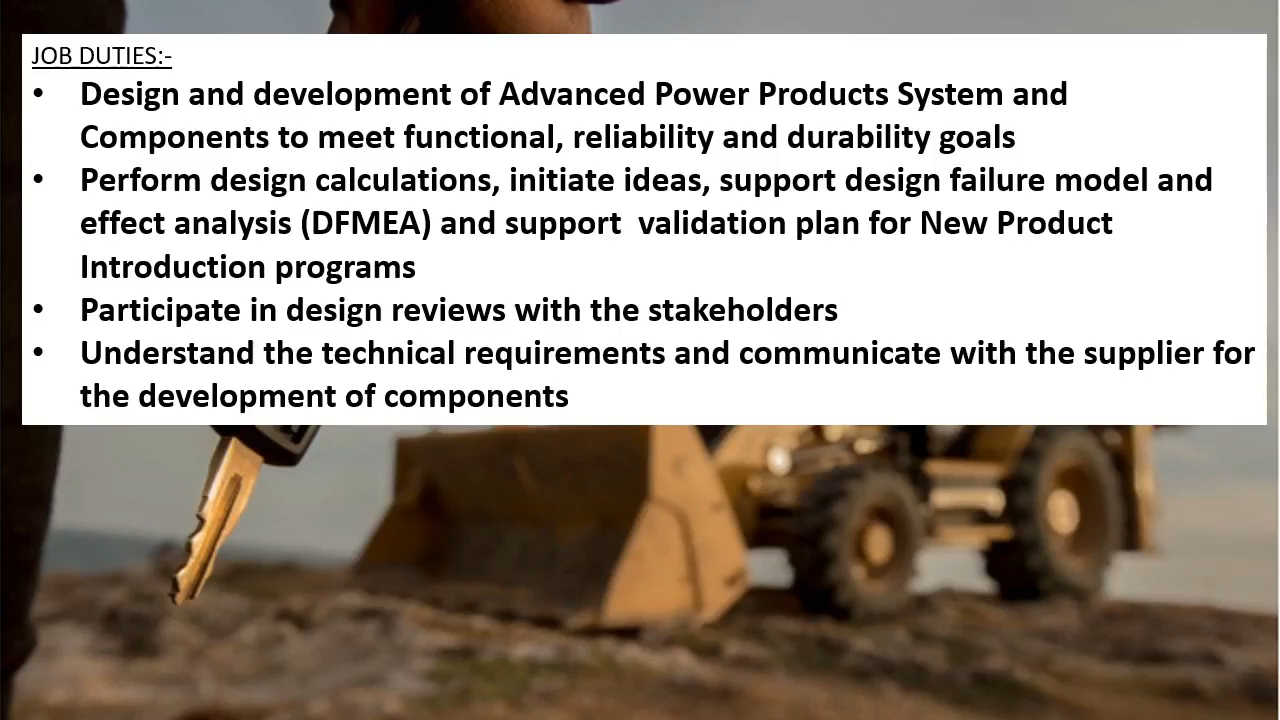 JOB DUTIES:-
• Design and development of Advanced Power Products System and
Components to meet functional, reliability and durability goals
• Perform design calculations, initiate ideas, support design failure model and
effect analysis (DFMEA) and support  validation plan for New Product
Introduction programs
• Participate in design reviews with the stakeholders
• Understand the technical requirements and communicate with the supplier for
the development of components